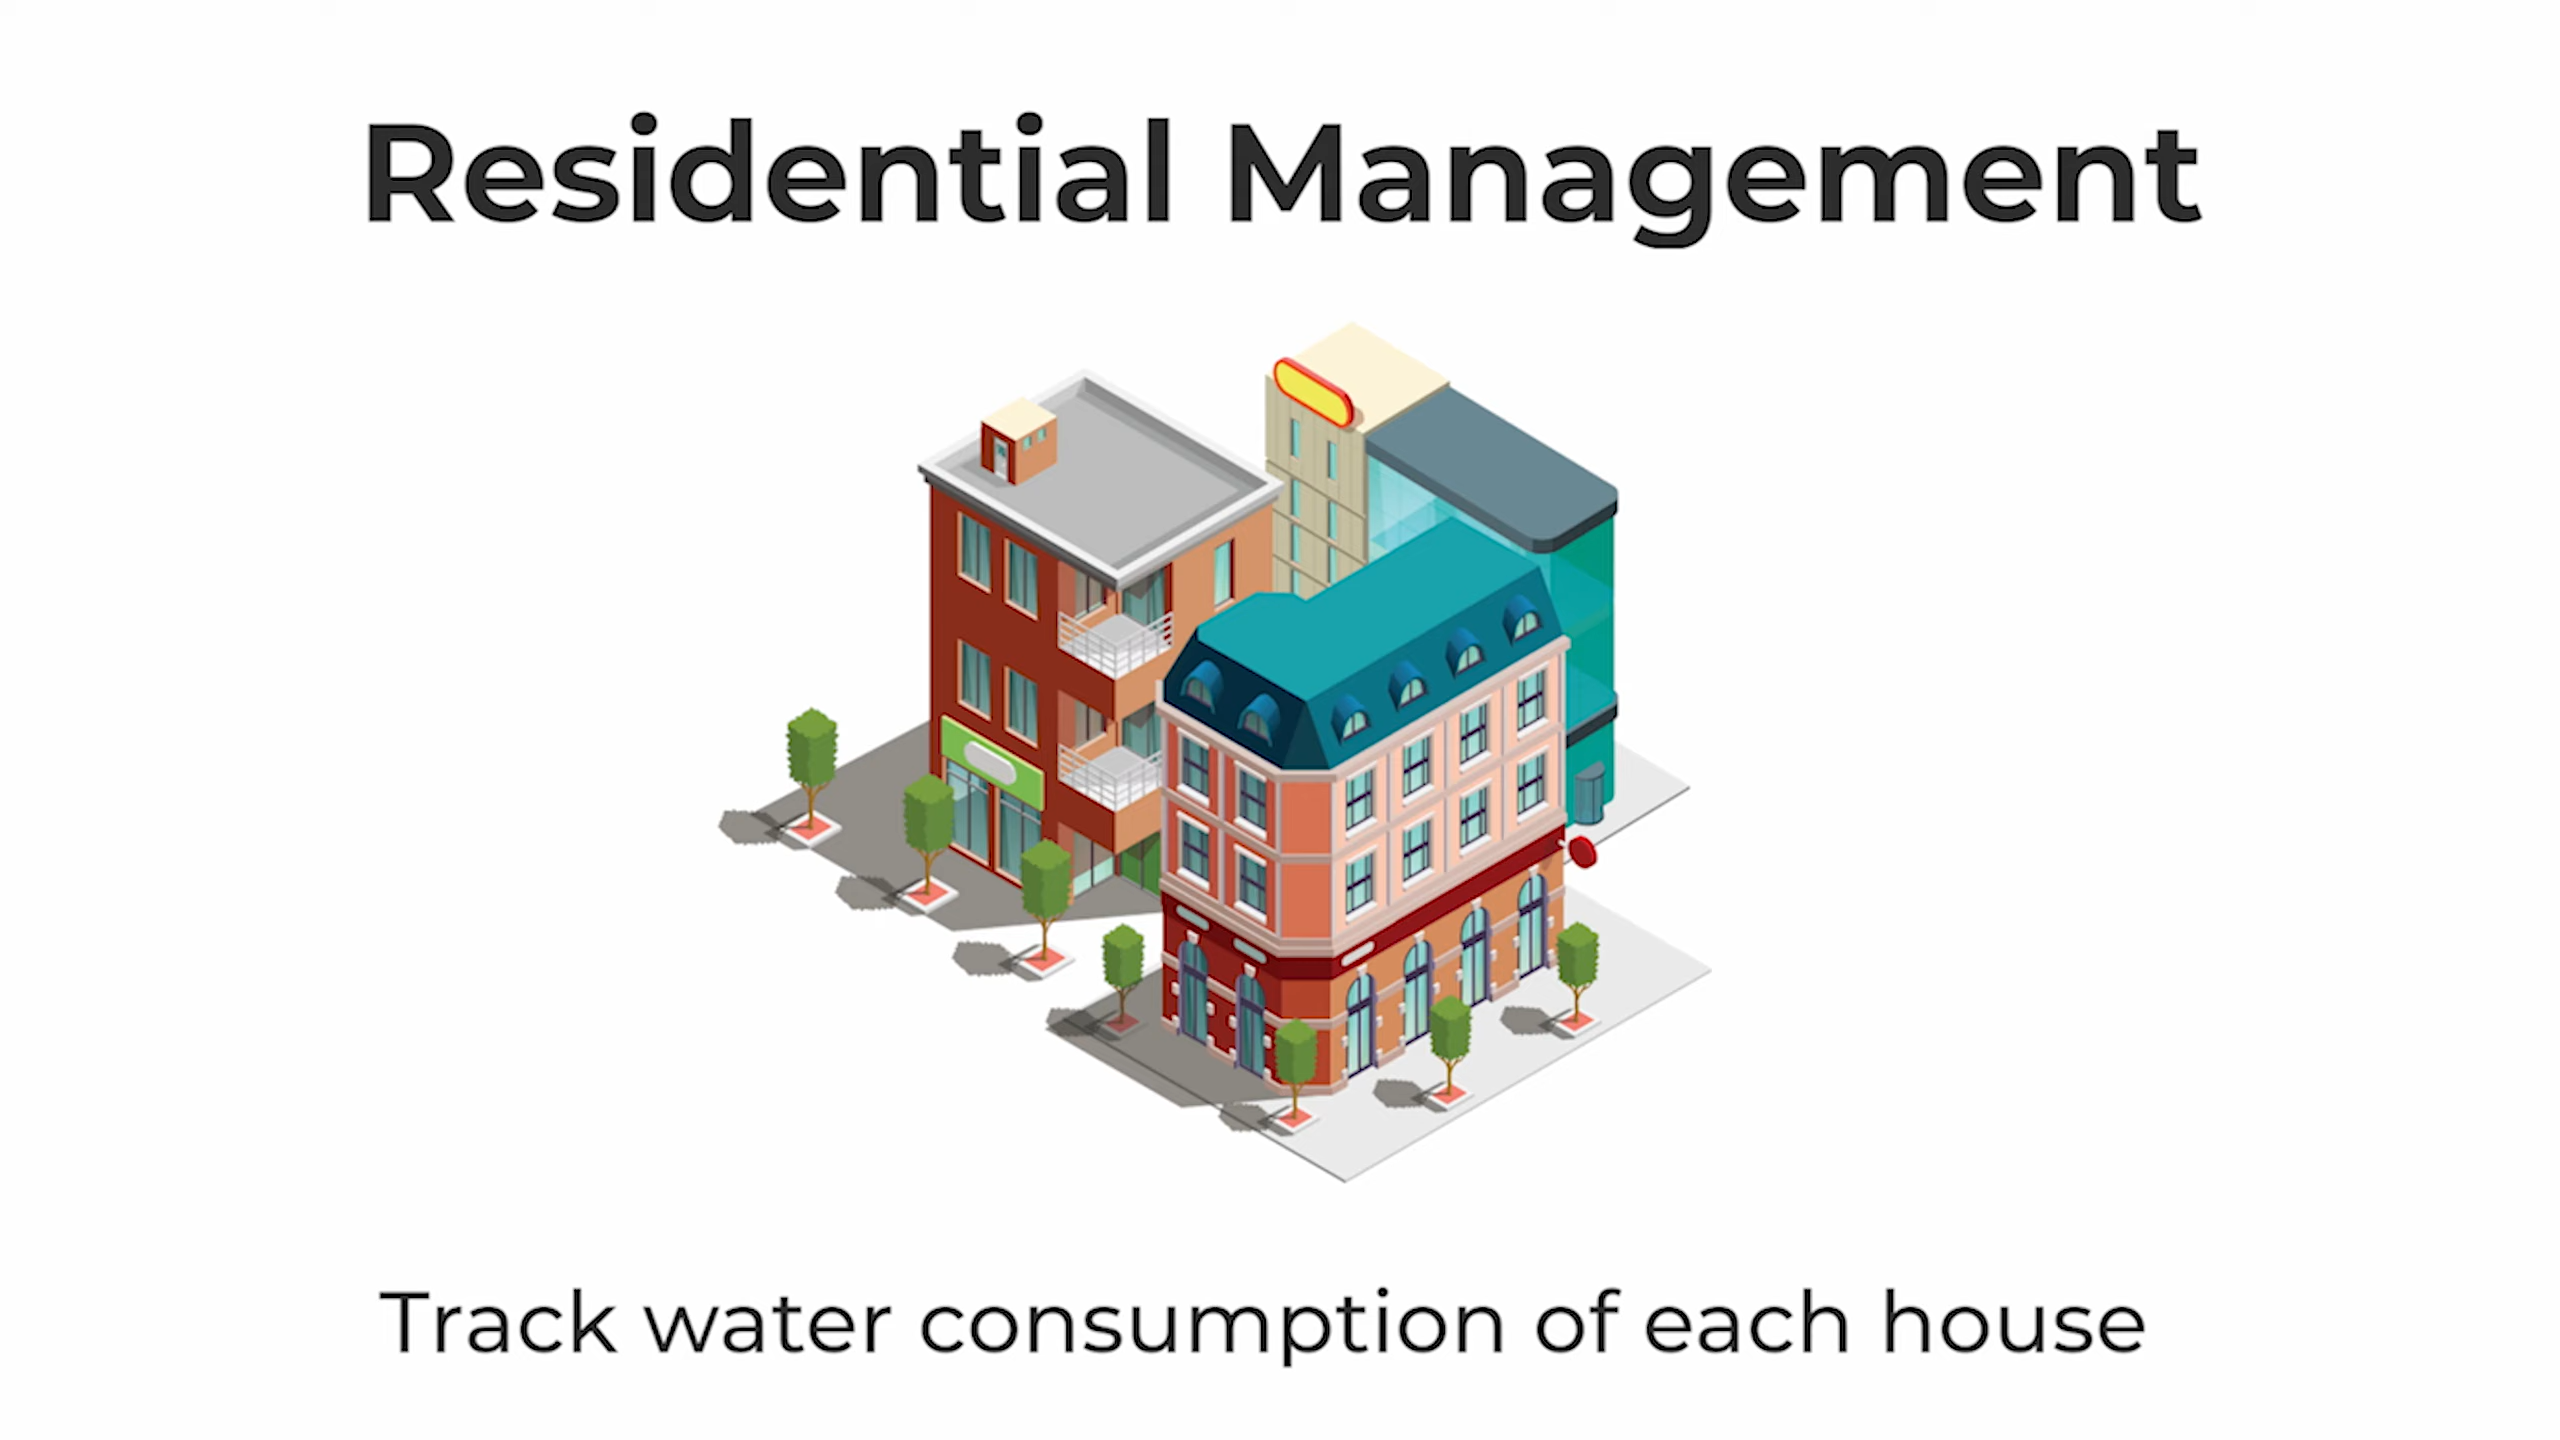 Residential Management
Track water consumption of each house